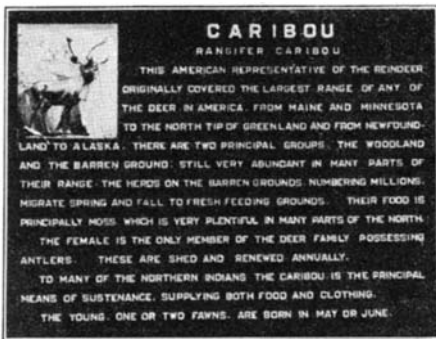 CARIBOU
RANGIFER CARIBOU
THIS AMERICAN REPRESENTATIVE OF THE REINDEER
ORIGINALLY COVERED THE LARGEST RANGE OF ANY OF
THE DEER IN AMERICA, FROM MAINE AND MINNESOTA
TO THE NORTH TIP OF GREENLAND AND FROM NEWFOUND-
LAND TO ALASKA. THERE ARE TWO PRINCIPAL GROUPS, THE WOODLAND
AND THE BARREN GROUND; STILL VERY ABUNDANT IN MANY PARTS OF
THEIR RANGE. THE HERDS ON THE BARREN GROUNDS, NUMBERING MILLIONS,
MIGRATE SPRING AND FALL TO FRESH FEEDING GROUNDS. THEIR FOOD IS
PRINCIPALLY MOSS WHICH IS VERY PLENTIFUL IN MANY PARTS OF THE NORTH.
THE FEMALE IS THE ONLY MEMBER OF THE DEER FAMILY POSSESSING
ANTLERS. THESE ARE SHED AND RENEWED ANNUALLY.
TO MANY OF THE NORTHERN INDIANS THE CARIBOU IS THE PRINCIPAL
MEANS OF SUSTENANCE, SUPPLYING BOTH FOOD AND CLOTHING.
THE YOUNG, ONE OR TWO FAWNS, ARE BORN IN MAY OR JUNE.